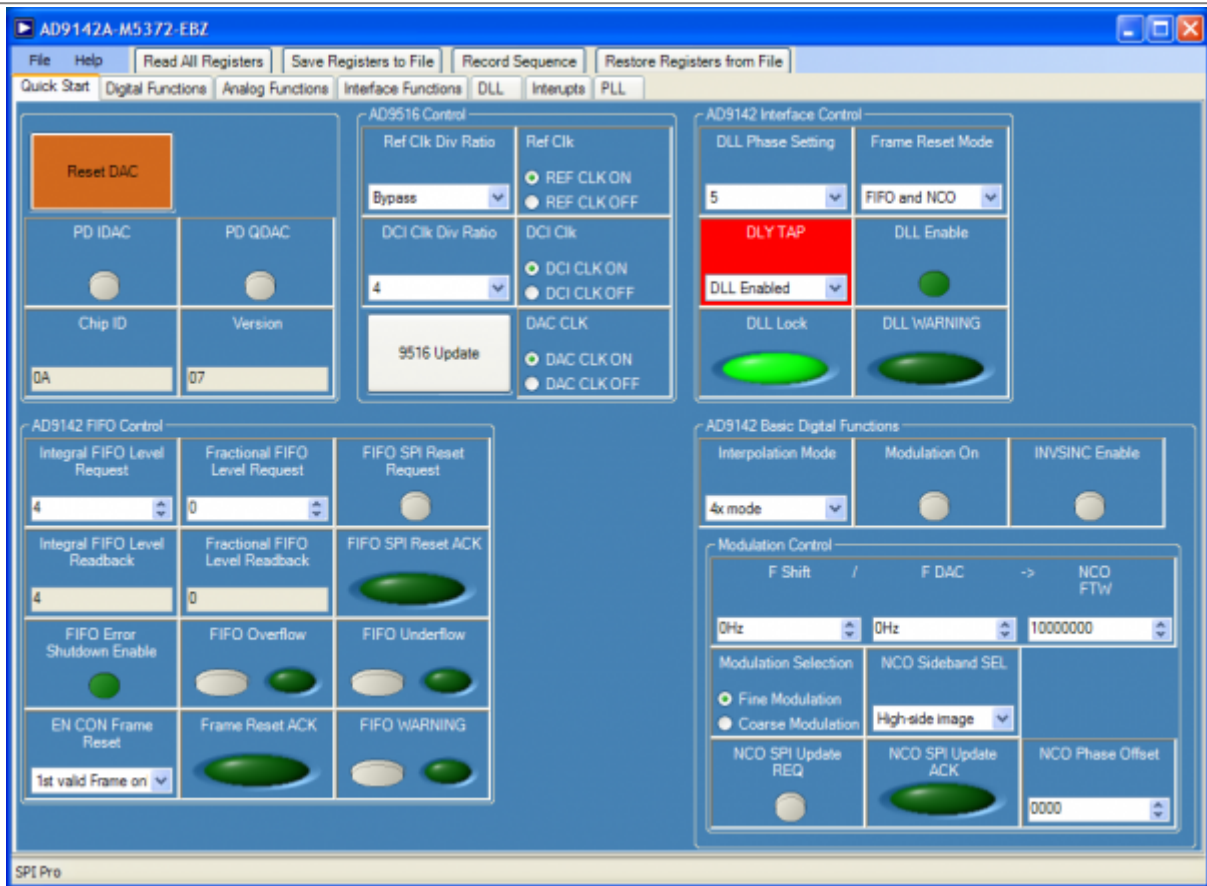 AD9142A-M5372-EBZ
File Help Read All Registers Save Registers to File Record Sequence Restore Registers from File
Quick Start Digital Functions Analog Functions Interface Functions DLL Interupts PLL
Reset DAC
PD IDAC PD QDAC
Chip ID Version
0A 07
AD9516 Control
Ref Clk Div Ratio Ref Clk
REF CLK ON
Bypass REF CLK OFF
DCI Clk Div Ratio DCI Clk
DCI CLK ON
4 DCI CLK OFF
9516 Update DAC CLK
DAC CLK ON
DAC CLK OFF
AD9142 Interface Control
DLL Phase Setting Frame Reset Mode
5 FIFO and NCO
DLY TAP DLL Enable
DLL Enabled
DLL Lock DLL WARNING
AD9142 FIFO Control
Integral FIFO Level Request Fractional FIFO Level Request FIFO SPI Reset Request
4 0
Integral FIFO Level Readback Fractional FIFO Level Readback FIFO SPI Reset ACK
4 0
FIFO Error Shutdown Enable FIFO Overflow FIFO Underflow
EN CON Frame Reset Frame Reset ACK FIFO WARNING
1st valid Frame on
AD9142 Basic Digital Functions
Interpolation Mode Modulation On INVSINC Enable
4x mode
Modulation Control
F Shift / F DAC -> NCO FTW
0Hz 0Hz 10000000
Modulation Selection NCO Sideband SEL
Fine Modulation
Coarse Modulation High-side image
NCO SPI Update REQ NCO SPI Update ACK NCO Phase Offset
0000
SPI Pro